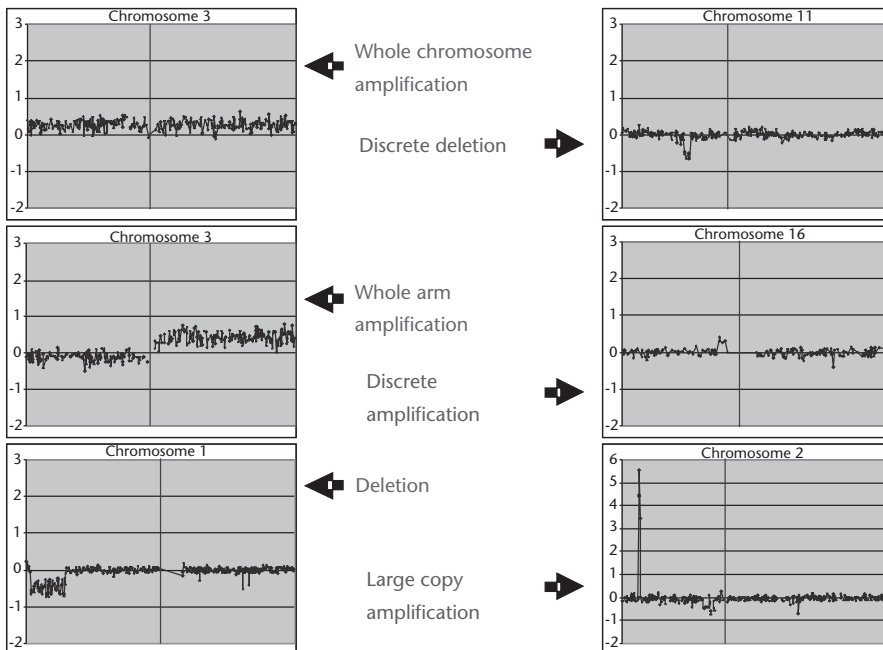 Chromosome 3
3
2
1
0
-1
-2
Whole chromosome
amplification
Chromosome 11
3
2
1
0
-1
-2
Discrete deletion
Chromosome 3
3
2
1
0
-1
-2
Whole arm
amplification
Chromosome 16
3
2
1
0
-1
-2
Discrete
amplification
Chromosome 1
3
2
1
0
-1
-2
Deletion
Chromosome 2
6
5
4
3
2
1
0
-1
-2
Large copy
amplification